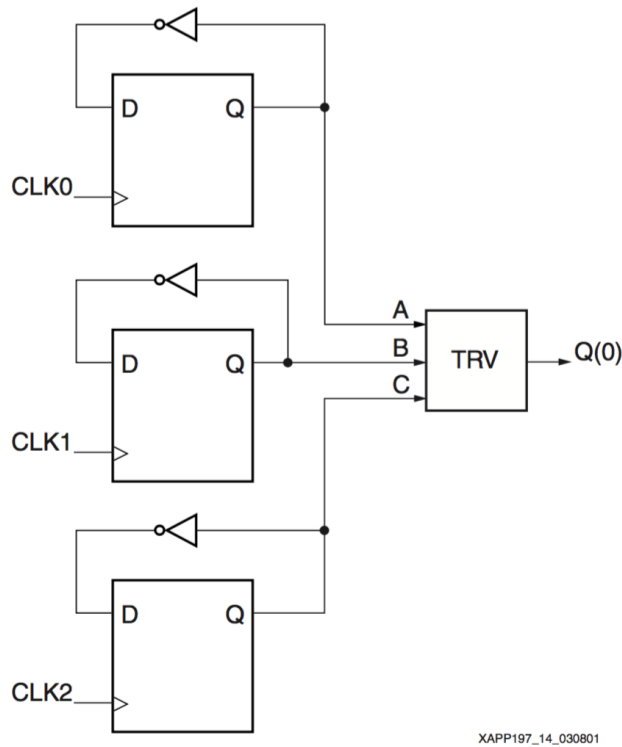 D Q
CLK0
A
B
C
TRV
Q(0)
D Q
CLK1
D Q
CLK2
XAPP197_14_030801